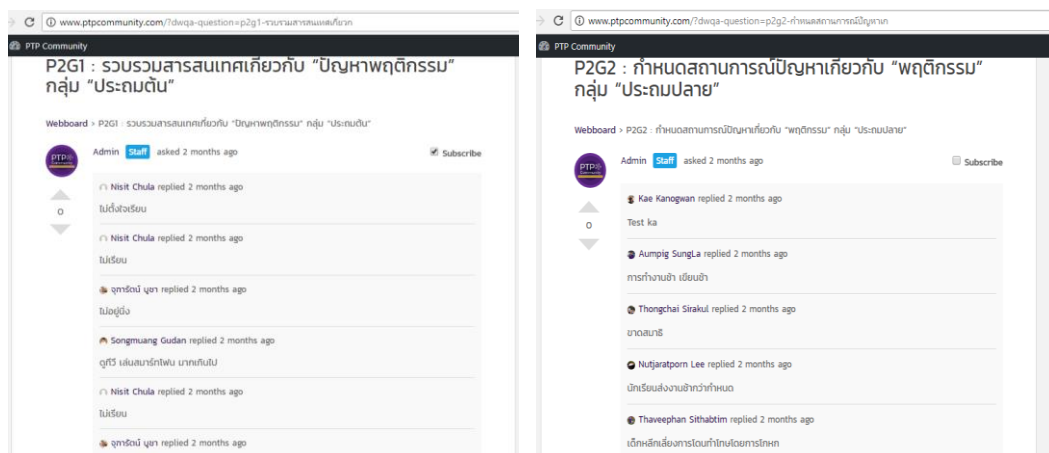 www.ptpcommunity.com/?dwqa-question=p2g1-รวบรวมสารสนเทศเกี่ยวก
PTP Community
P2G1 : รวบรวมสารสนเทศเกี่ยวกับ "ปัญหาพฤติกรรม"
กลุ่ม "ประถมต้น"
Webboard > P2G1 : รวบรวมสารสนเทศเกี่ยวกับ "ปัญหาพฤติกรรม" กลุ่ม "ประถมต้น"
PTP
Community
Admin Staff asked 2 months ago
Subscribe
0
Nisit Chula replied 2 months ago
ไม่ตั้งใจเรียน
Nisit Chula replied 2 months ago
ไม่เรียน
จุฑารัตน์ บุชา replied 2 months ago
ไม่อยู่นิ่ง
Songmuang Gudan replied 2 months ago
ดูทีวี เล่นสมาร์ทโฟน มากเกินไป
Nisit Chula replied 2 months ago
ไม่เรียน
จุฑารัตน์ บุชา replied 2 months ago
www.ptpcommunity.com/?dwqa-question=p2g2-กำหนดสถานการณ์ปัญหาเก
PTP Community
P2G2 : กำหนดสถานการณ์ปัญหาเกี่ยวกับ "พฤติกรรม"
กลุ่ม "ประถมปลาย"
Webboard > P2G2 : กำหนดสถานการณ์ปัญหาเกี่ยวกับ "พฤติกรรม" กลุ่ม "ประถมปลาย"
PTP
Community
Admin Staff asked 2 months ago
Subscribe
0
Kae Kanogwan replied 2 months ago
Test ka
Aumpig SungLa replied 2 months ago
การทำงานช้า เขียนช้า
Thongchai Sirakul replied 2 months ago
ขาดสมาธิ
Nutjaratporn Lee replied 2 months ago
นักเรียนส่งงานช้ากว่ากำหนด
Thaveephan Sithabtim replied 2 months ago
เด็กหลีกเลี่ยงการโดนทำโทษโดยการโกหก